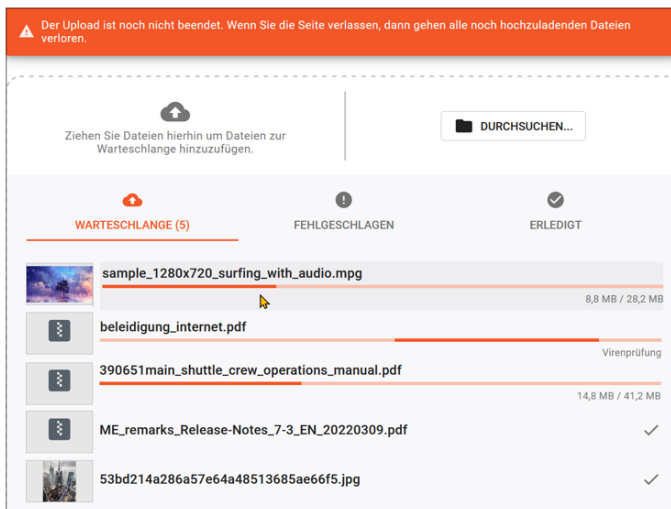 Der Upload ist noch nicht beendet. Wenn Sie die Seite verlassen, dann gehen alle noch hochzuladenden Dateien
verloren.
Ziehen Sie Dateien hierhin um Dateien zur
Warteschlange hinzuzufügen.
DURCHSUCHEN...
WARTESCHLANGE (5)
FEHLGESCHLAGEN
ERLEDIGT
sample_1280x720_surfing_with_audio.mpg
8,8 MB / 28,2 MB
beleidigung_internet.pdf
Virenprüfung
390651main_shuttle_crew_operations_manual.pdf
14,8 MB / 41,2 MB
ME_remarks_Release-Notes_7-3_EN_20220309.pdf
53bd214a286a57e64a48513685ae66f5.jpg